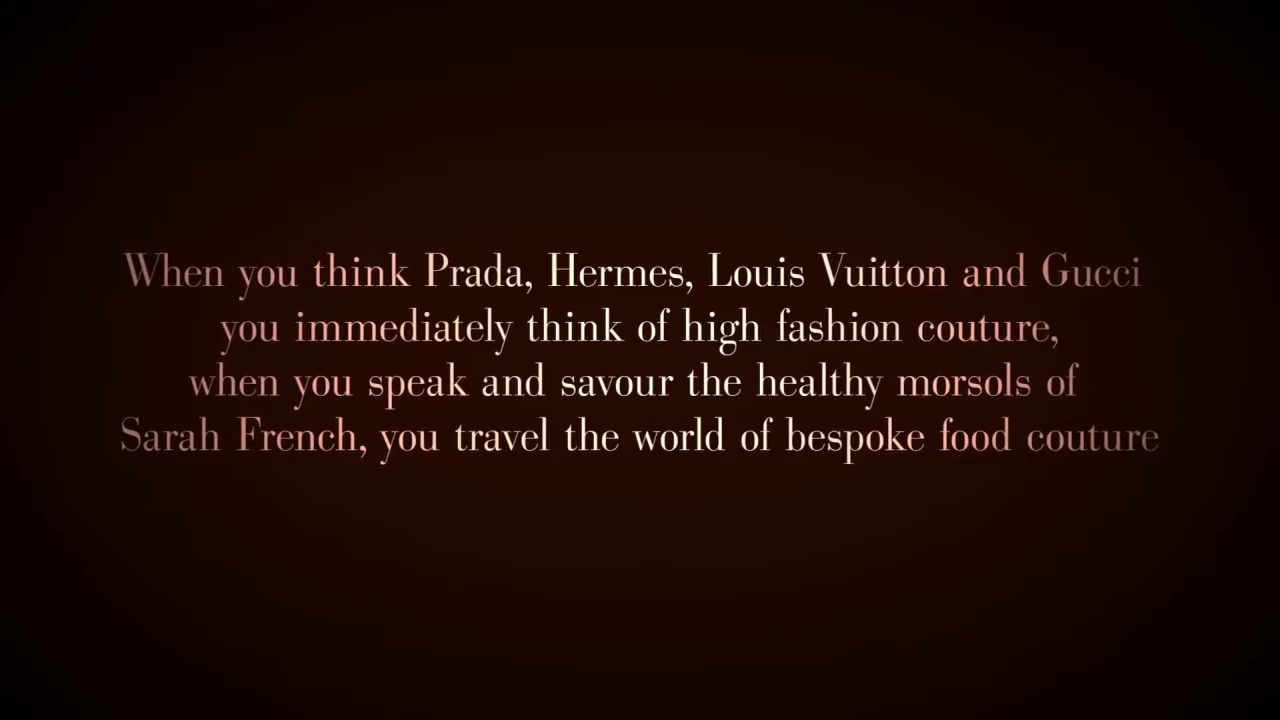 When you think Prada, Hermes, Louis Vuitton and Gucci
you immediately think of high fashion couture,
when you speak and savour the healthy morsols of
Sarah French, you travel the world of bespoke food couture